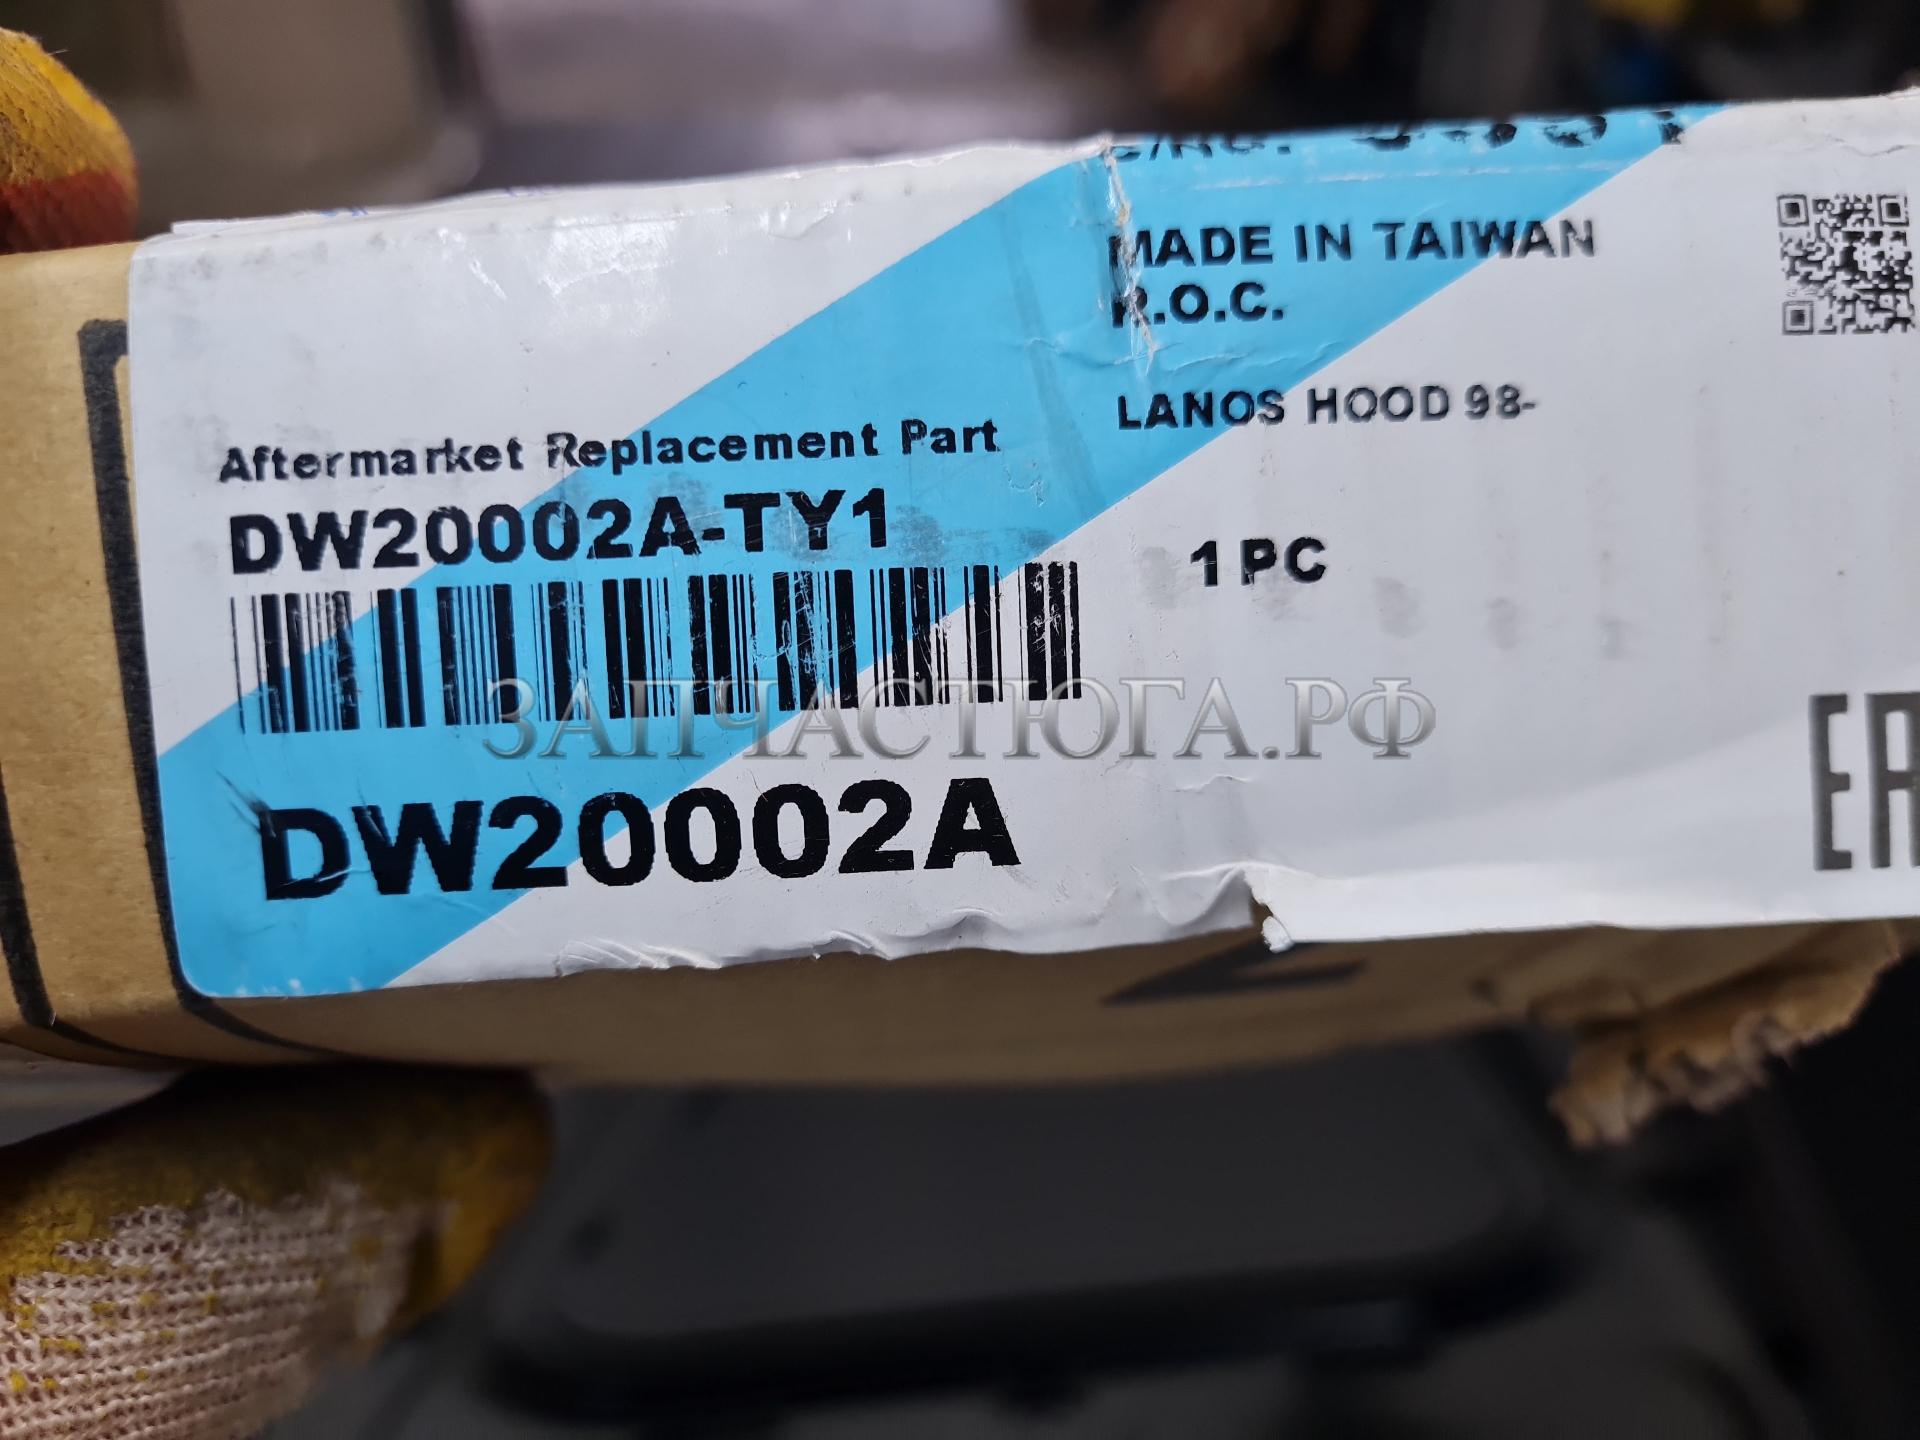 MADE IN TAIWAN
R.O.C.
LANOS HOOD 98-
Aftermarket Replacement Part
DW20002A-TY1
1 PC
ЗАПЧАСТЮГА.РФ
DW20002A